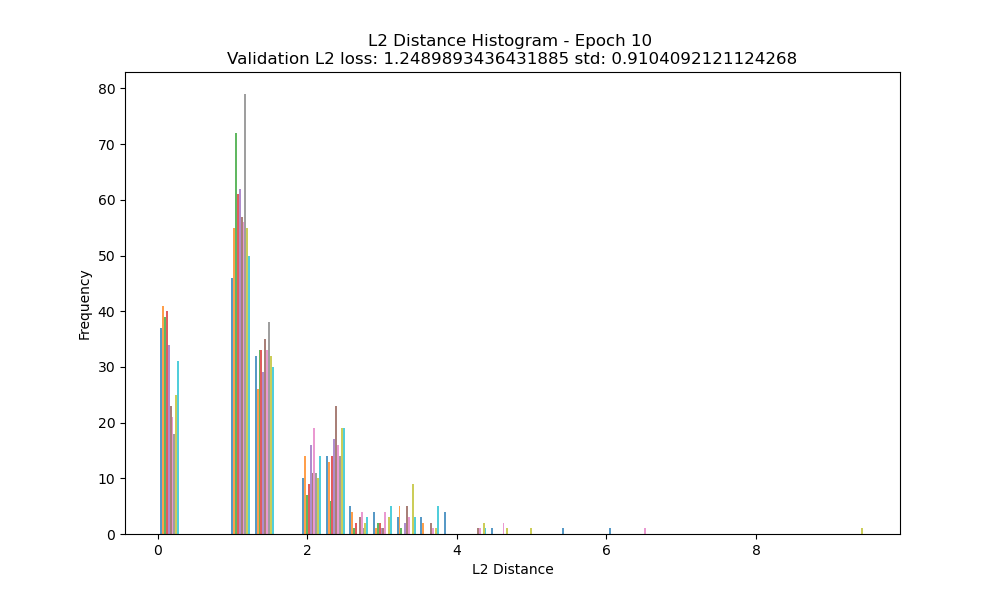 L2 Distance Histogram - Epoch 10
Validation L2 loss: 1.2489893436431885 std: 0.9104092121124268
80
70
60
50
40
30
20
10
0
Frequency
0 2 4 6 8
L2 Distance